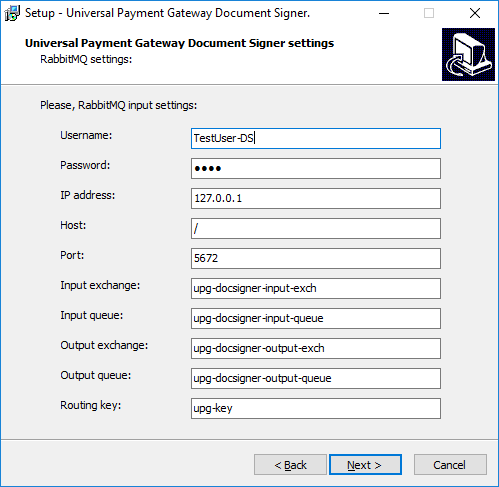 Setup - Universal Payment Gateway Document Signer.
Universal Payment Gateway Document Signer settings
RabbitMQ settings:
Please, RabbitMQ input settings:
Username: TestUser-DS
Password: ●●●●
IP address: 127.0.0.1
Host: /
Port: 5672
Input exchange: upg-docsigner-input-exch
Input queue: upg-docsigner-input-queue
Output exchange: upg-docsigner-output-exch
Output queue: upg-docsigner-output-queue
Routing key: upg-key
< Back Next > Cancel